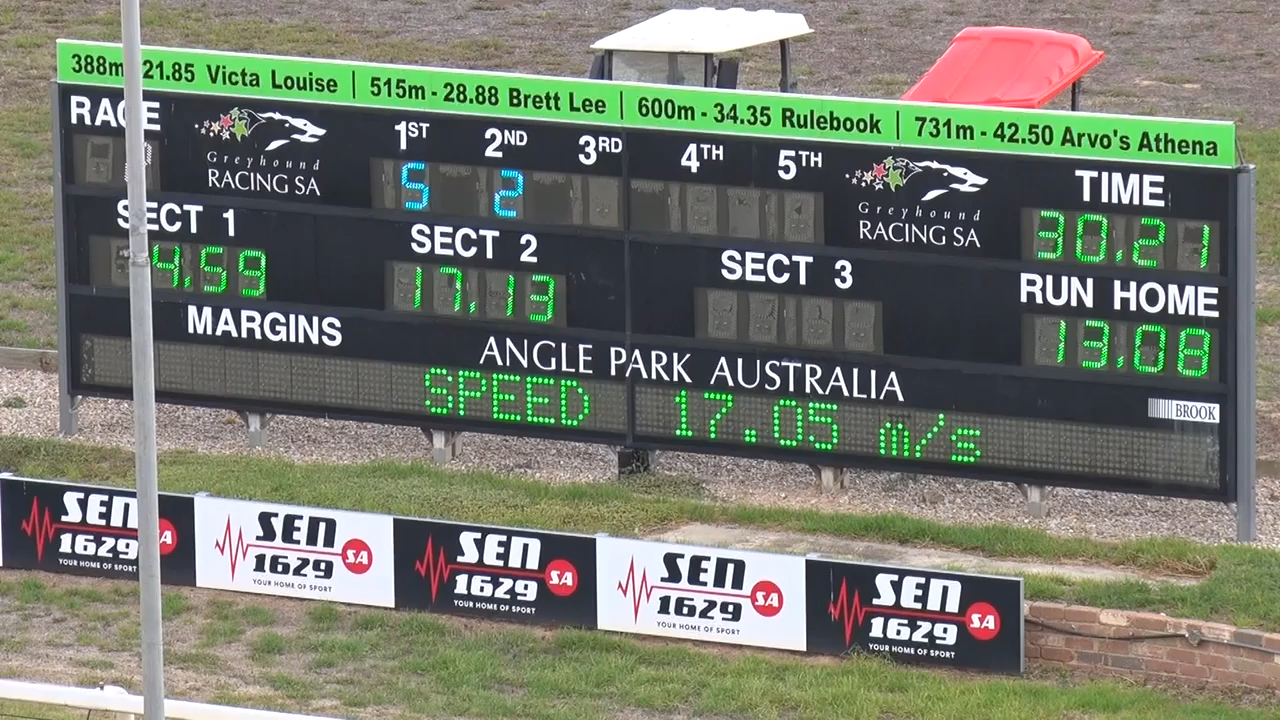 388m 21.85 Victa Louise | 515m - 28.88 Brett Lee | 600m - 34.35 Rulebook | 731m - 42.50 Arvo's Athena
RACE
Greyhound
RACING SA
1ST 2ND 3RD 4TH 5TH
5 2
Greyhound
RACING SA
TIME
30.21
SECT 1
4.59
SECT 2
17.13
SECT 3
RUN HOME
13.08
MARGINS
ANGLE PARK AUSTRALIA
SPEED 17.05 m/s
BROOK
SEN
1629 SA
YOUR HOME OF SPORT
SEN
1629 SA
YOUR HOME OF SPORT
SEN
1629 SA
YOUR HOME OF SPORT
SEN
1629 SA
YOUR HOME OF SPORT
SEN
1629 SA
YOUR HOME OF SPORT